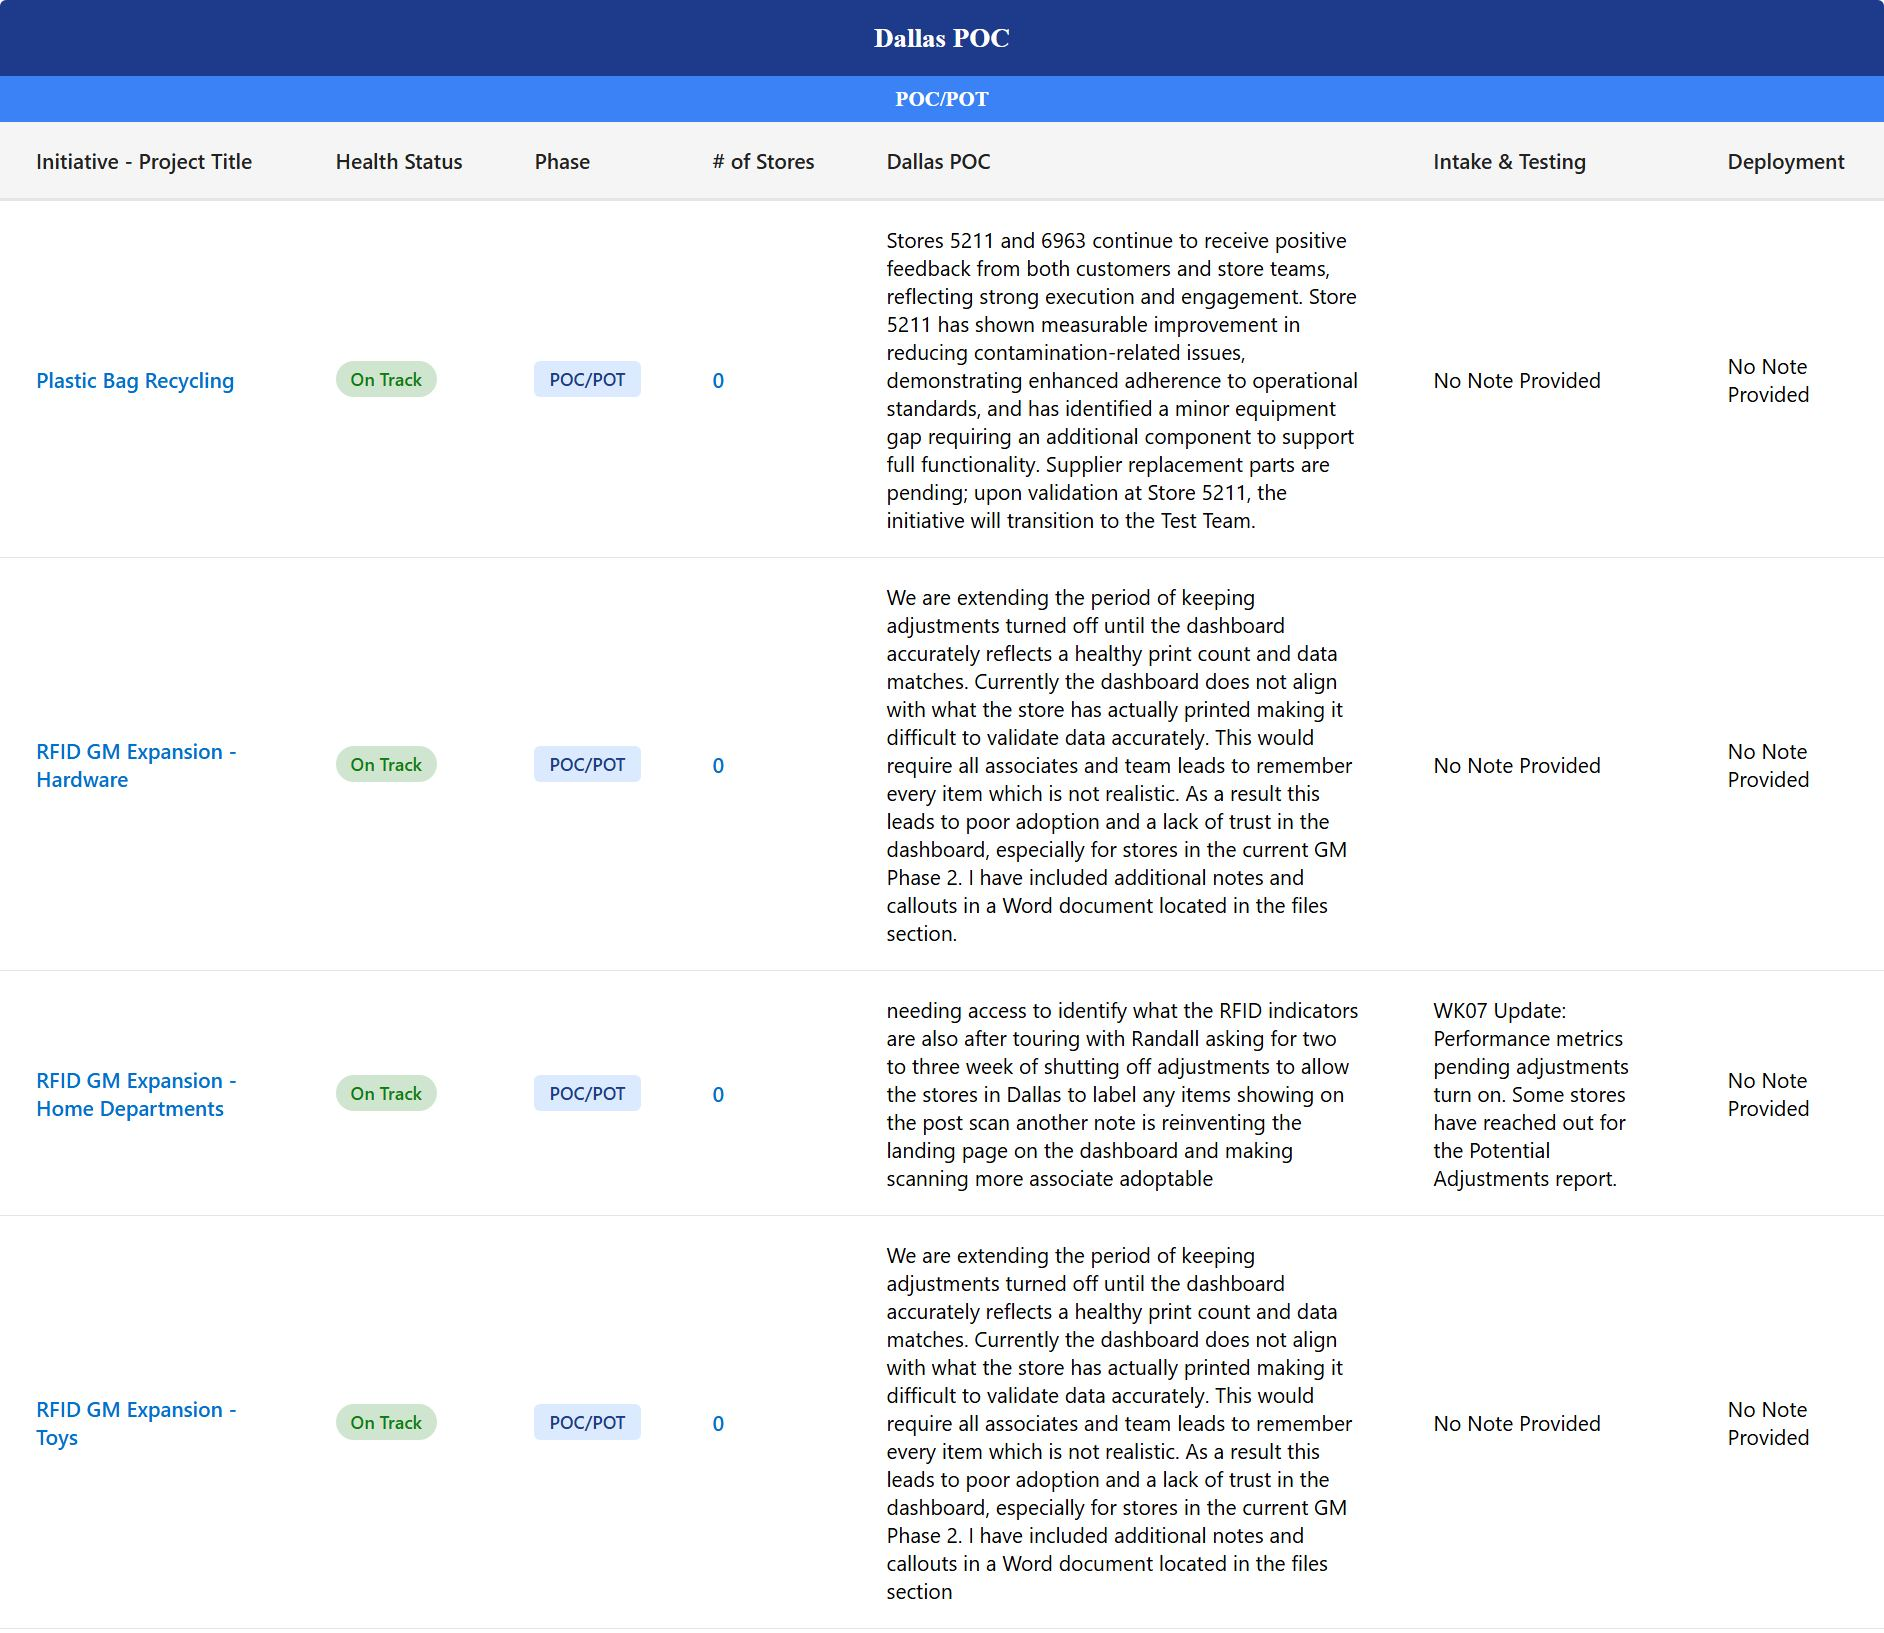 Dallas POC
POC/POT
Initiative - Project Title
Health Status
Phase
# of Stores
Dallas POC
Intake & Testing
Deployment
Plastic Bag Recycling
On Track
POC/POT
0
Stores 5211 and 6963 continue to receive positive
feedback from both customers and store teams,
reflecting strong execution and engagement. Store
5211 has shown measurable improvement in
reducing contamination-related issues,
demonstrating enhanced adherence to operational
standards, and has identified a minor equipment
gap requiring an additional component to support
full functionality. Supplier replacement parts are
pending; upon validation at Store 5211, the
initiative will transition to the Test Team.
No Note Provided
No Note
Provided
RFID GM Expansion -
Hardware
On Track
POC/POT
0
We are extending the period of keeping
adjustments turned off until the dashboard
accurately reflects a healthy print count and data
matches. Currently the dashboard does not align
with what the store has actually printed making it
difficult to validate data accurately. This would
require all associates and team leads to remember
every item which is not realistic. As a result this
leads to poor adoption and a lack of trust in the
dashboard, especially for stores in the current GM
Phase 2. I have included additional notes and
callouts in a Word document located in the files
section.
No Note Provided
No Note
Provided
RFID GM Expansion -
Home Departments
On Track
POC/POT
0
needing access to identify what the RFID indicators
are also after touring with Randall asking for two
to three week of shutting off adjustments to allow
the stores in Dallas to label any items showing on
the post scan another note is reinventing the
landing page on the dashboard and making
scanning more associate adoptable
WK07 Update:
Performance metrics
pending adjustments
turn on. Some stores
have reached out for
the Potential
Adjustments report.
No Note
Provided
RFID GM Expansion -
Toys
On Track
POC/POT
0
We are extending the period of keeping
adjustments turned off until the dashboard
accurately reflects a healthy print count and data
matches. Currently the dashboard does not align
with what the store has actually printed making it
difficult to validate data accurately. This would
require all associates and team leads to remember
every item which is not realistic. As a result this
leads to poor adoption and a lack of trust in the
dashboard, especially for stores in the current GM
Phase 2. I have included additional notes and
callouts in a Word document located in the files
section
No Note Provided
No Note
Provided